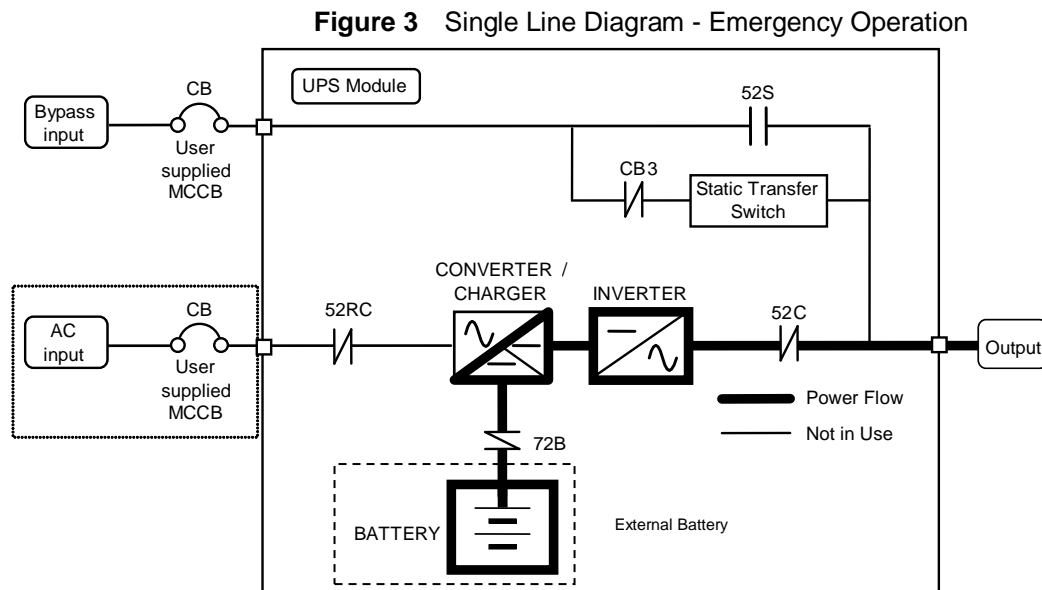 Figure 3 Single Line Diagram - Emergency Operation
UPS Module
CB
Bypass
input
User
supplied
MCCB
52S
CB3
Static Transfer
Switch
CONVERTER /
CHARGER
INVERTER
CB
AC
input
User
supplied
MCCB
52RC
52C
Output
Power Flow
Not in Use
72B
BATTERY
External Battery